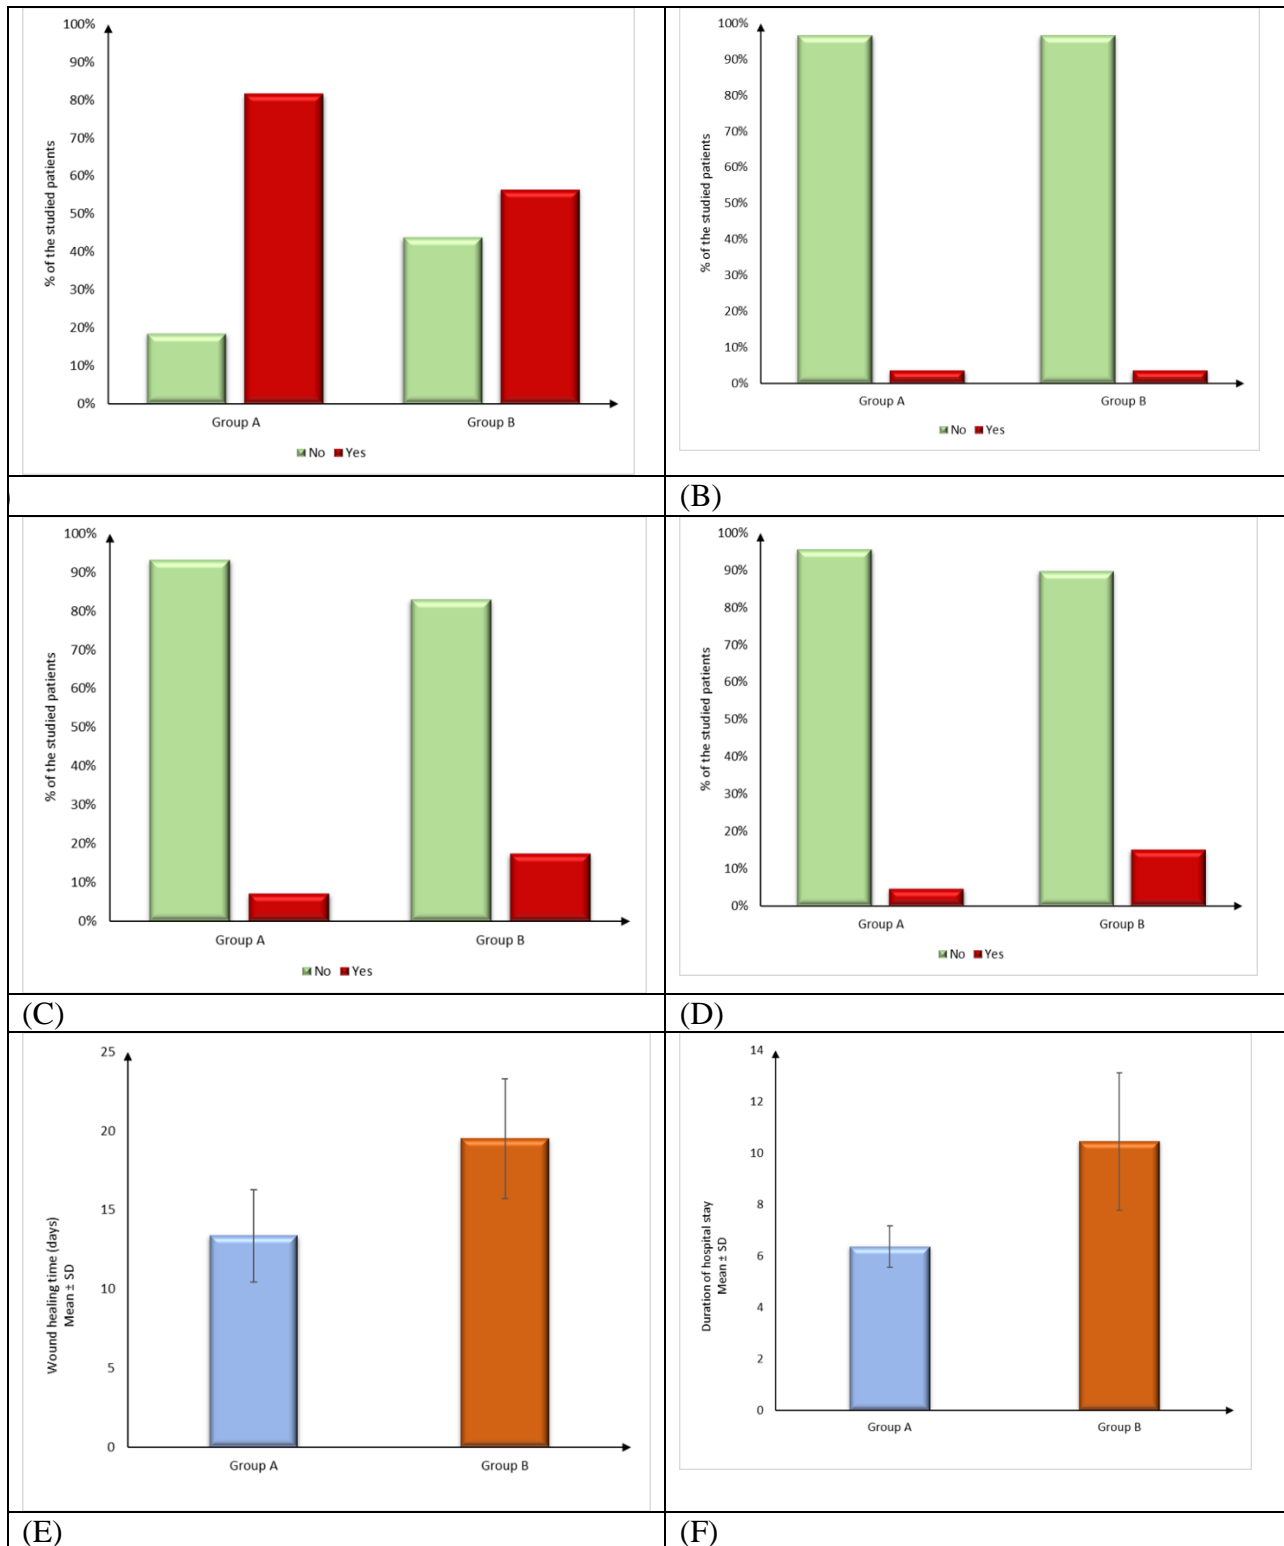 100%
90%
80%
70%
60%
50%
40%
30%
20%
10%
0%
% of the studied patients
Group A
Group B
No Yes
100%
90%
80%
70%
60%
50%
40%
30%
20%
10%
0%
% of the studied patients
Group A
Group B
No Yes
)
(B)
100%
90%
80%
70%
60%
50%
40%
30%
20%
10%
0%
% of the studied patients
Group A
Group B
No Yes
100%
90%
80%
70%
60%
50%
40%
30%
20%
10%
0%
% of the studied patients
Group A
Group B
No Yes
(C)
(D)
25
20
15
10
5
0
Wound healing time (days)
Mean ± SD
Group A
Group B
14
12
10
8
6
4
2
0
Duration of hospital stay
Mean ± SD
Group A
Group B
(E)
(F)